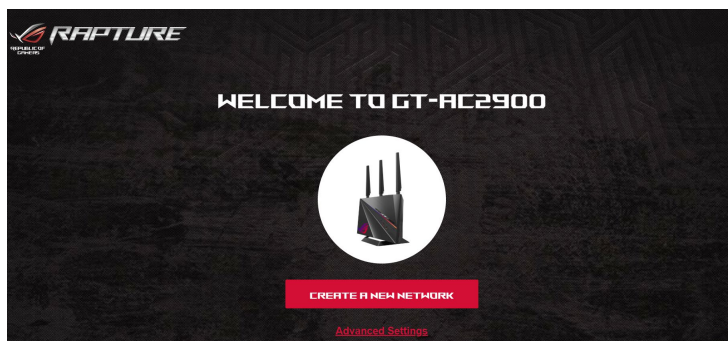 REPUBLIC OF
GAMERS
RAPTURE
WELCOME TO GT-AC2900
CREATE A NEW NETWORK
Advanced Settings